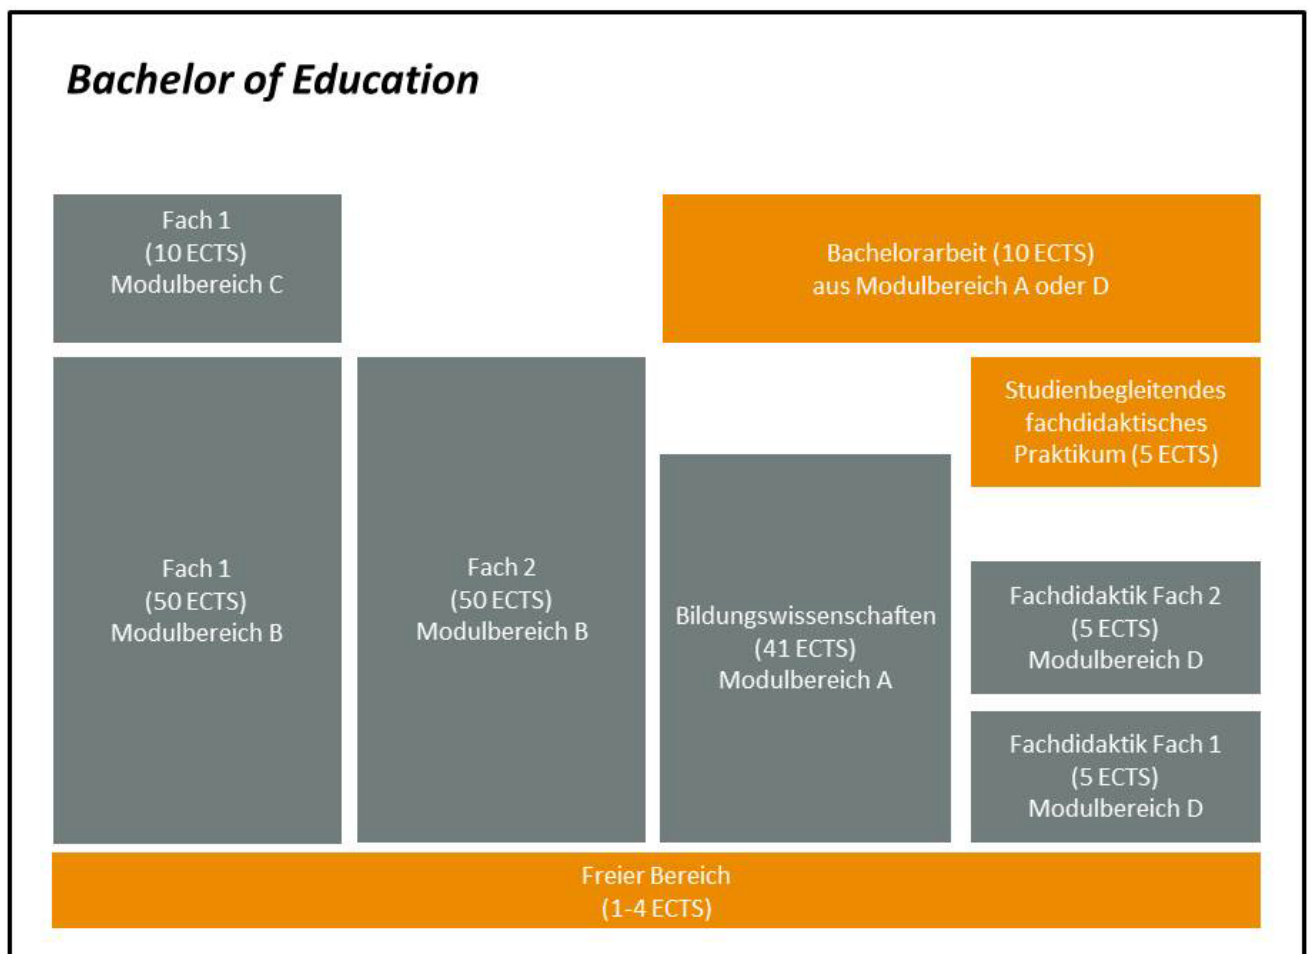 Bachelor of Education
Fach 1
(10 ECTS)
Modulbereich C
Bachelorarbeit (10 ECTS)
aus Modulbereich A oder D
Fach 1
(50 ECTS)
Modulbereich B
Fach 2
(50 ECTS)
Modulbereich B
Bildungswissenschaften
(41 ECTS)
Modulbereich A
Studienbegleitendes
fachdidaktisches
Praktikum (5 ECTS)
Fachdidaktik Fach 2
(5 ECTS)
Modulbereich D
Fachdidaktik Fach 1
(5 ECTS)
Modulbereich D
Freier Bereich
(1-4 ECTS)